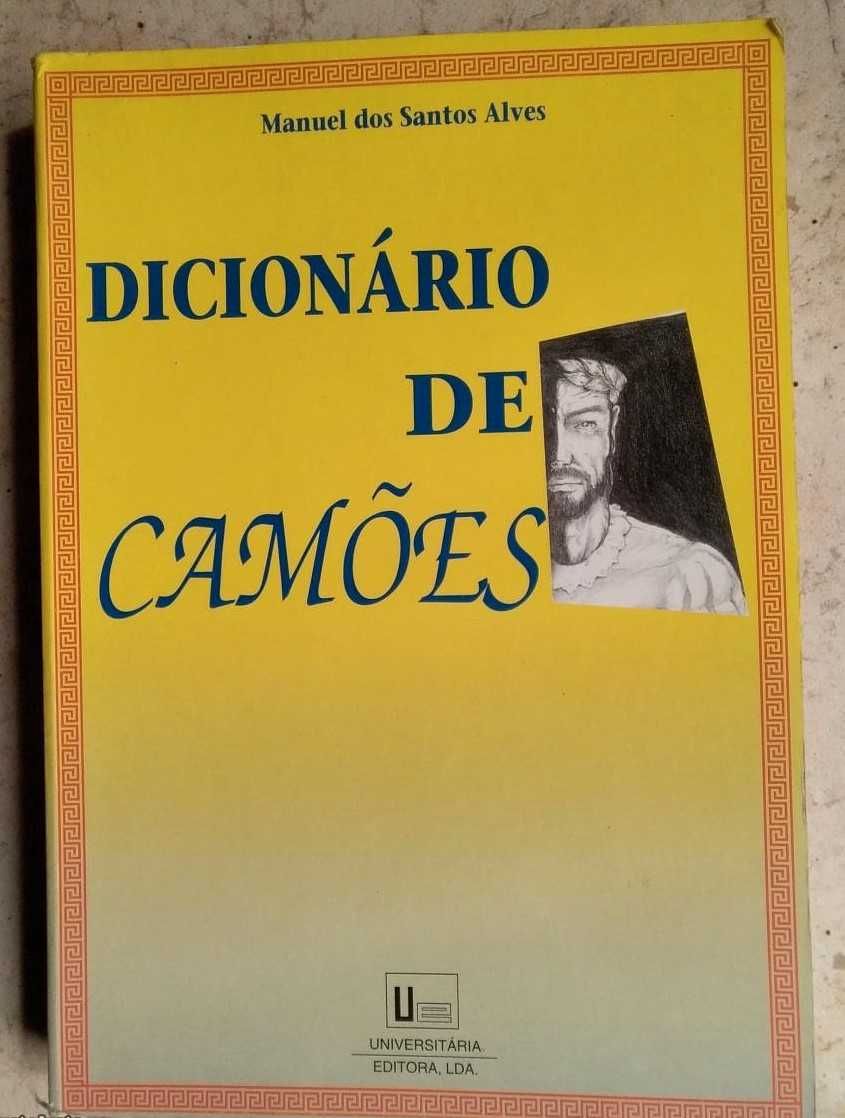 Manuel dos Santos Alves
DICIONÁRIO
DE
CAMÕES
UNIVERSITÁRIA
EDITORA, LDA.